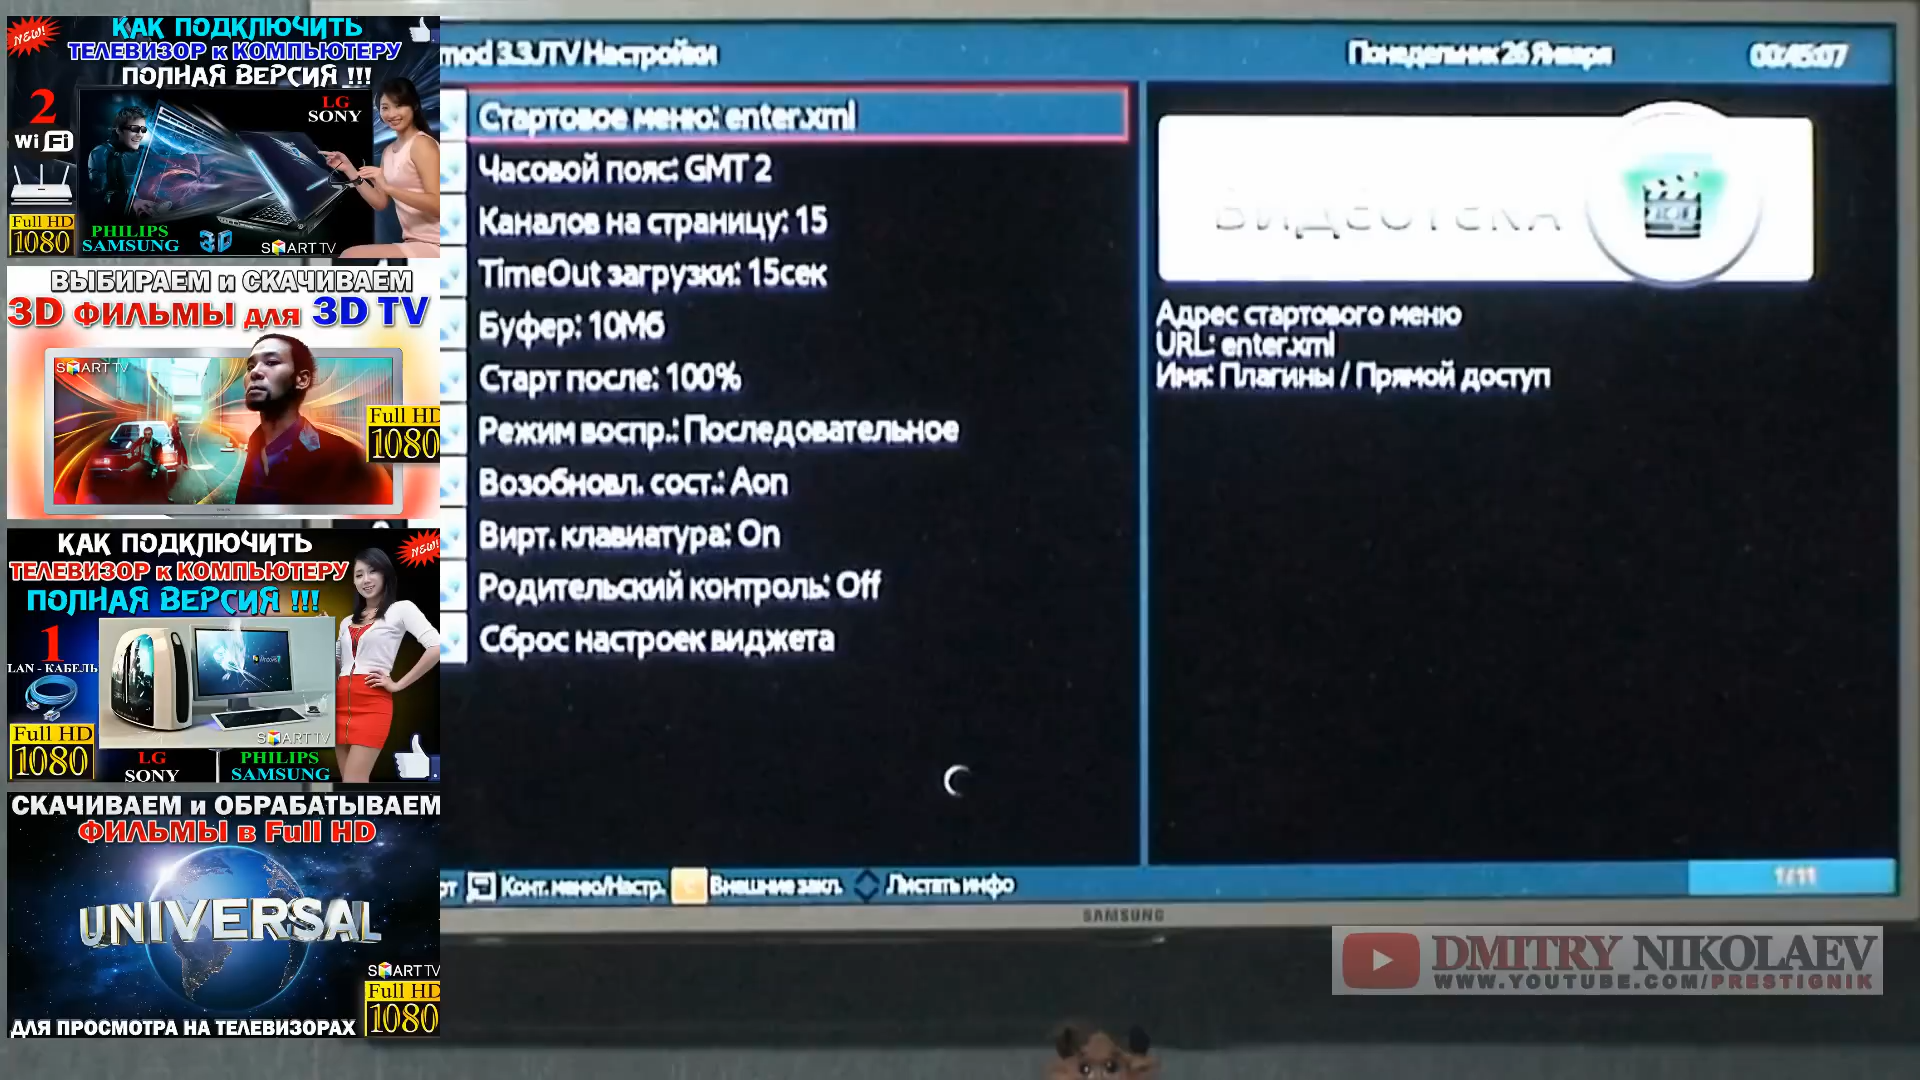 NEW!
КАК ПОДКЛЮЧИТЬ
ТЕЛЕВИЗОР к КОМПЬЮТЕРУ
ПОЛНАЯ ВЕРСИЯ !!!
2
Wi Fi
LG
SONY
Full HD
1080
PHILIPS
SAMSUNG
3D
SMART TV
ВЫБИРАЕМ и СКАЧИВАЕМ
3D ФИЛЬМЫ для 3D TV
SMART TV
Full HD
1080
КАК ПОДКЛЮЧИТЬ
NEW!
ТЕЛЕВИЗОР к КОМПЬЮТЕРУ
ПОЛНАЯ ВЕРСИЯ !!!
1
LAN - КАБЕЛЬ
Full HD
1080
SMART TV
LG
SONY
PHILIPS
SAMSUNG
СКАЧИВАЕМ и ОБРАБАТЫВАЕМ
ФИЛЬМЫ в Full HD
UNIVERSAL
SMART TV
Full HD
1080
ДЛЯ ПРОСМОТРА НА ТЕЛЕВИЗОРАХ
mod 3.3 JTV Настройки
Понедельник 26 Января
00:45:07
Стартовое меню: enter.xml
Часовой пояс: GMT 2
Каналов на страницу: 15
TimeOut загрузки: 15сек
Буфер: 10Мб
Старт после: 100%
Режим воспр.: Последовательное
Возобновл. сост.: Aon
Вирт. клавиатура: On
Родительский контроль: Off
Сброс настроек виджета
ВИДЕОТЕКА
Адрес стартового меню
URL: enter.xml
Имя: Плагины / Прямой доступ
Конт. меню/Настр.
Внешние закл.
Листать инфо
1/11
SAMSUNG
DMITRY NIKOLAEV
WWW.YOUTUBE.COM/PRESTIGNIK